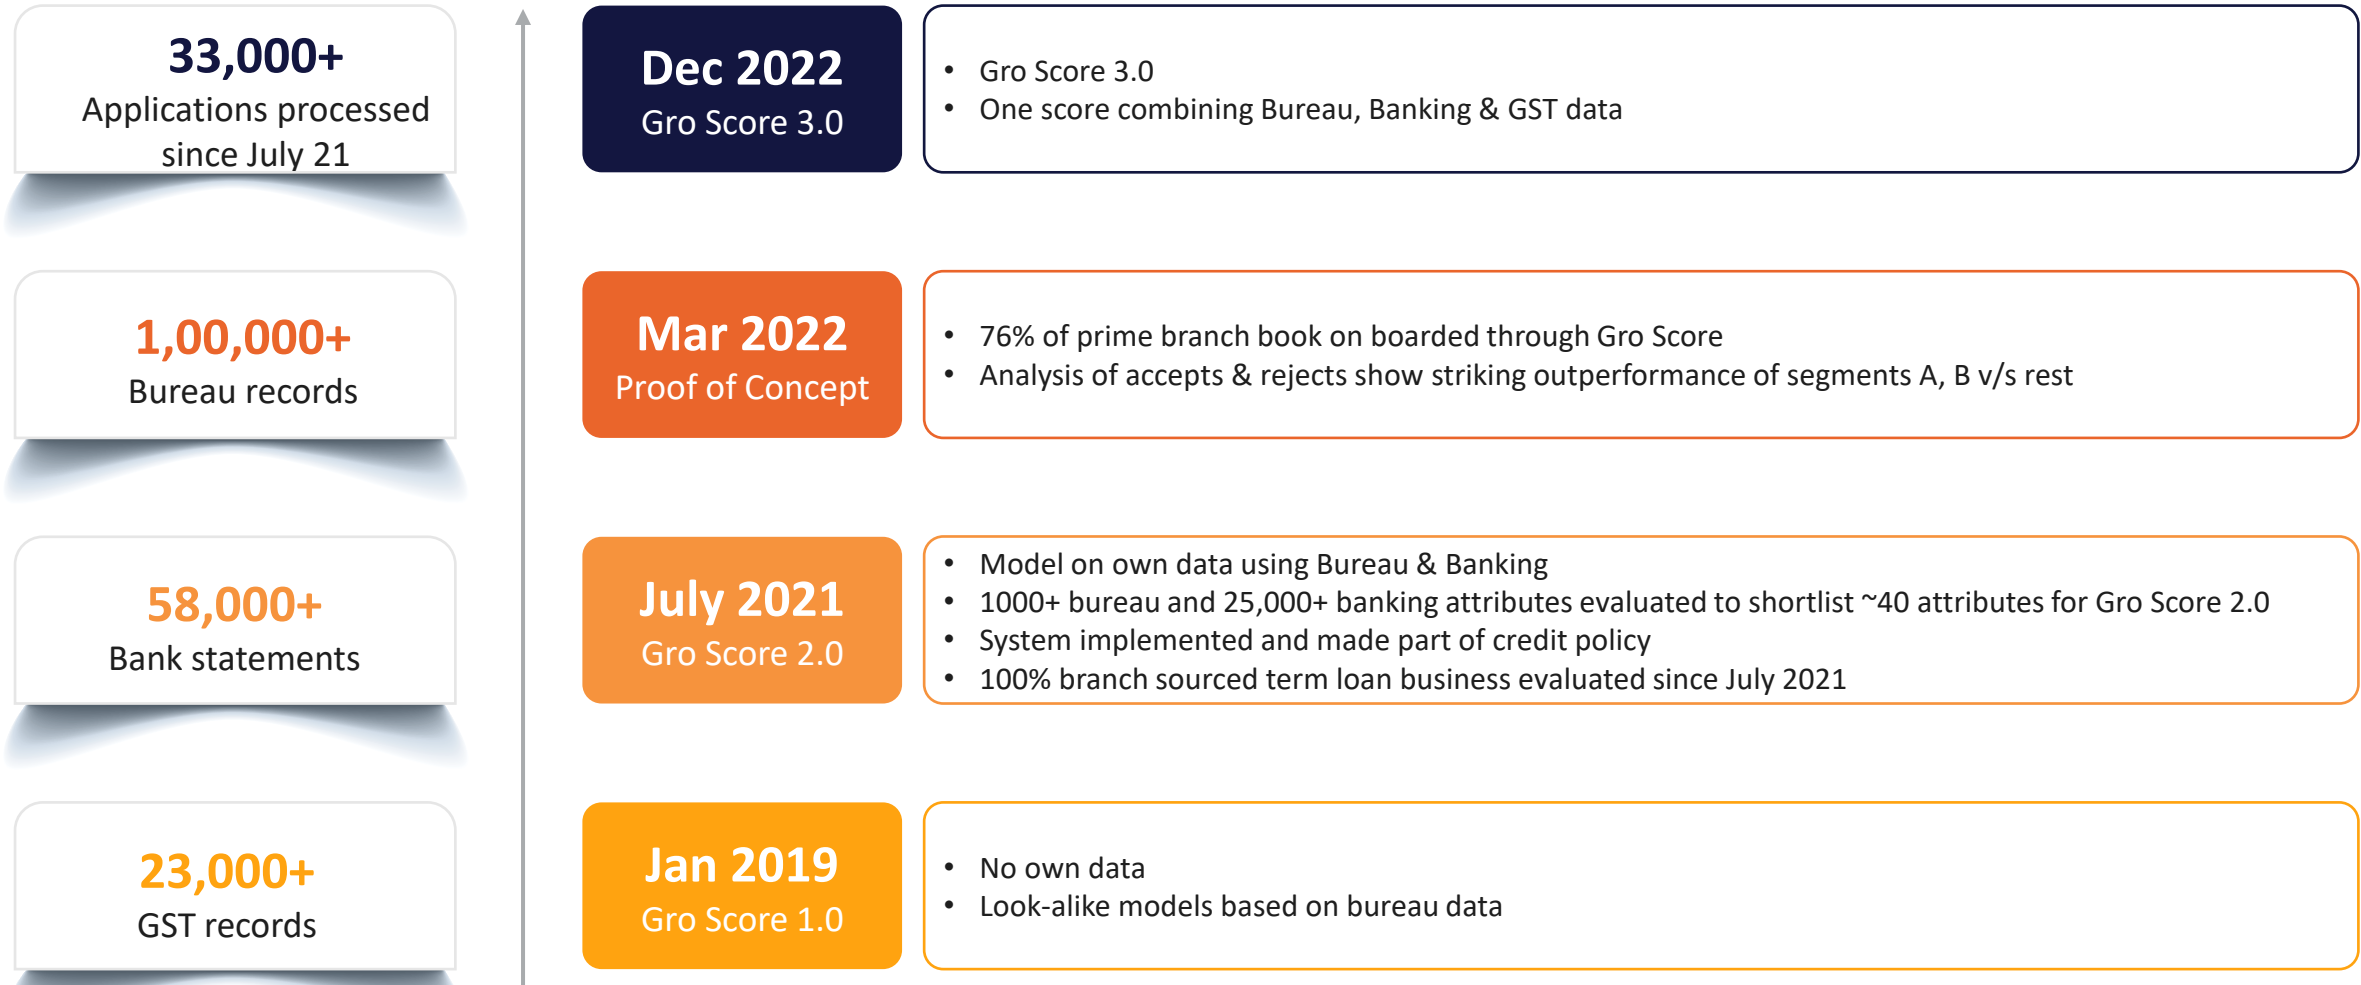 33,000+
Applications processed
since July 21
1,00,000+
Bureau records
58,000+
Bank statements
23,000+
GST records
Dec 2022
Gro Score 3.0
• Gro Score 3.0
• One score combining Bureau, Banking & GST data
Mar 2022
Proof of Concept
• 76% of prime branch book on boarded through Gro Score
• Analysis of accepts & rejects show striking outperformance of segments A, B v/s rest
July 2021
Gro Score 2.0
• Model on own data using Bureau & Banking
• 1000+ bureau and 25,000+ banking attributes evaluated to shortlist ~40 attributes for Gro Score 2.0
• System implemented and made part of credit policy
• 100% branch sourced term loan business evaluated since July 2021
Jan 2019
Gro Score 1.0
• No own data
• Look-alike models based on bureau data